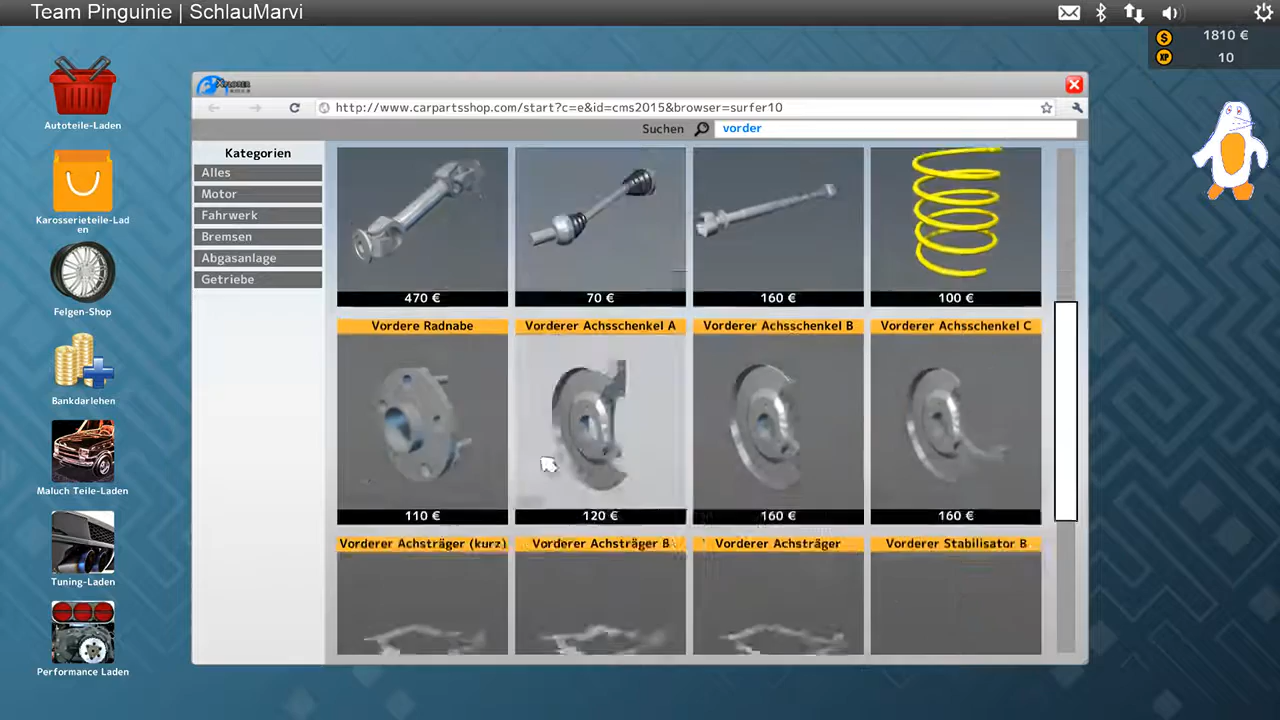 Team Pinguinie | SchlauMarvi
1810 €
10
Autoteile-Laden
Karosserieteile-Lad
en
Felgen-Shop
Bankdarlehen
Maluch Teile-Laden
Tuning-Laden
Performance Laden
http://www.carpartsshop.com/start?c=e&id=cms2015&browser=surfer10
Suchen vorder
Kategorien
Alles
Motor
Fahrwerk
Bremsen
Abgasanlage
Getriebe
470 € 70 € 160 € 100 €
Vordere Radnabe Vorderer Achsschenkel A Vorderer Achsschenkel B Vorderer Achsschenkel C
110 € 120 € 160 € 160 €
Vorderer Achsträger (kurz) Vorderer Achsträger B Vorderer Achsträger Vorderer Stabilisator B